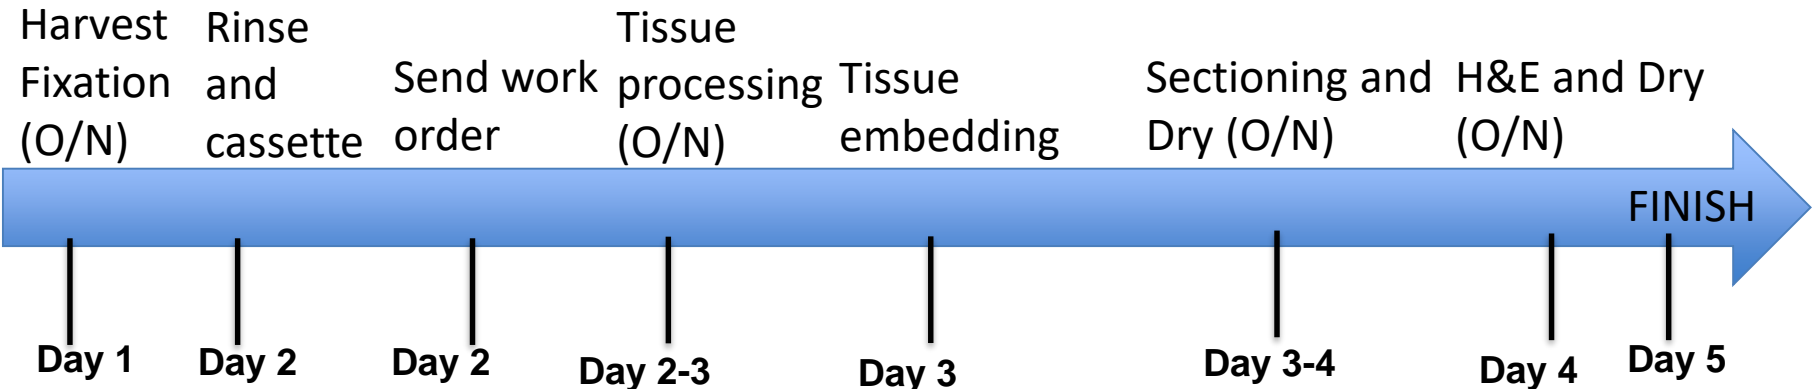 Harvest
Fixation
(O/N)
Rinse
and
cassette
Send work
order
Tissue
processing
(O/N)
Tissue
embedding
Sectioning and
Dry (O/N)
H&E and Dry
(O/N)
FINISH
Day 1
Day 2
Day 2
Day 2-3
Day 3
Day 3-4
Day 4
Day 5